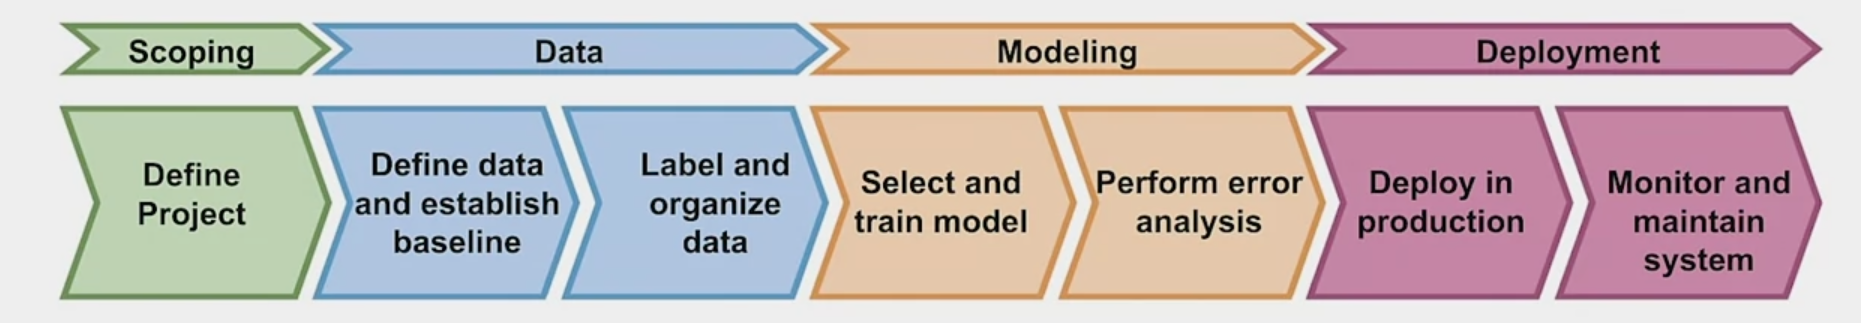 Scoping
Data
Modeling
Deployment
Define
Project
Define data
and establish
baseline
Label and
organize
data
Select and
train model
Perform error
analysis
Deploy in
production
Monitor and
maintain
system